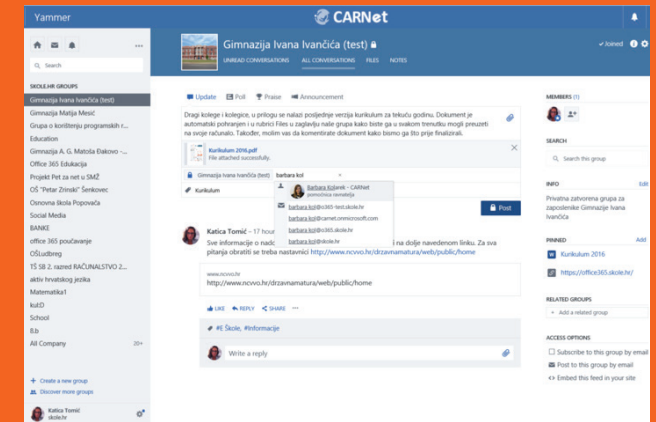 Yammer
CARNet
Search
SKOLE.HR GROUPS
Gimnazija Ivana Ivančića (test)
Gimnazija Matija Mesić
Grupa o korištenju programskih r...
Education
Gimnazija A. G. Matoša Đakovo -...
Office 365 Edukacija
Projekt Pet za net u SMŽ
OŠ "Petar Zrinski" Šenkovec
Osnovna škola Popovača
Social Media
BANKE
office 365 poučavanje
OŠLudbreg
TŠ SB 2. razred RAČUNALSTVO 2...
aktiv hrvatskog jezika
Matematika1
kul:D
School
8.b
All Company 20+
+ Create a new group
Discover more groups
Katica Tomić
skole.hr
Gimnazija Ivana Ivančića (test)
UNREAD CONVERSATIONS ALL CONVERSATIONS FILES NOTES
Joined
Update Poll Praise Announcement
Dragi kolege i kolegice, u prilogu se nalazi posljednje verzija kurikuluma za tekuću godinu. Dokument je
automatski pohranjen i u rubrici Files u zaglavlju naše grupa kako biste ga u svakom trenutku mogli preuzeti
na svoje računalo. Također, molim vas da komentirate dokument kako bismo ga što prije finalizirali.
Kurikulum 2016.pdf
File attached successfully.
Gimnazija Ivana Ivančića (test) barbara kol
Kurikulum
Barbara Kolarek - CARNet
pomoćnica ravnatelja
barbara kol@o365-test.skole.hr
barbara kol@carnet.onmicrosoft.com
barbara kol@o365.skole.hr
barbara kol@skole.hr
Post
Katica Tomić – 17 hour
Sve informacije o nado
i na dolje navedenom linku. Za sva
pitanja obratiti se treba nastavnici http://www.ncvvo.hr/drzavnamatura/web/public/home
www.ncvvo.hr
http://www.ncvvo.hr/drzavnamatura/web/public/home
LIKE REPLY SHARE ...
#E Škole, #Informacije
Write a reply
MEMBERS (1)
SEARCH
Search this group
INFO Edit
Privatna zatvorena grupa za
zaposlenike Gimnazije Ivana
Ivančića
PINNED Add
Kurikulum 2016
https://office365.skole.hr/
RELATED GROUPS
+ Add a related group
ACCESS OPTIONS
Subscribe to this group by email
Post to this group by email
Embed this feed in your site